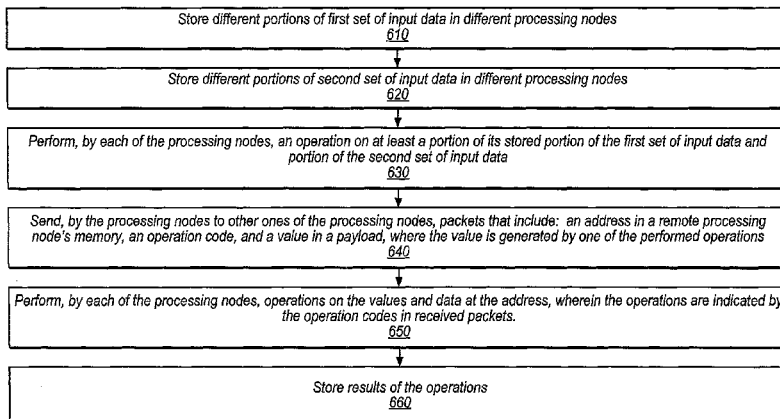 Store different portions of first set of input data in different processing nodes
610
Store different portions of second set of input data in different processing nodes
620
Perform, by each of the processing nodes, an operation on at least a portion of its stored portion of the first set of input data and
portion of the second set of input data
630
Send, by the processing nodes to other ones of the processing nodes, packets that include: an address in a remote processing
node's memory, an operation code, and a value in a payload, where the value is generated by one of the performed operations
640
Perform, by each of the processing nodes, operations on the values and data at the address, wherein the operations are indicated by
the operation codes in received packets.
650
Store results of the operations
660